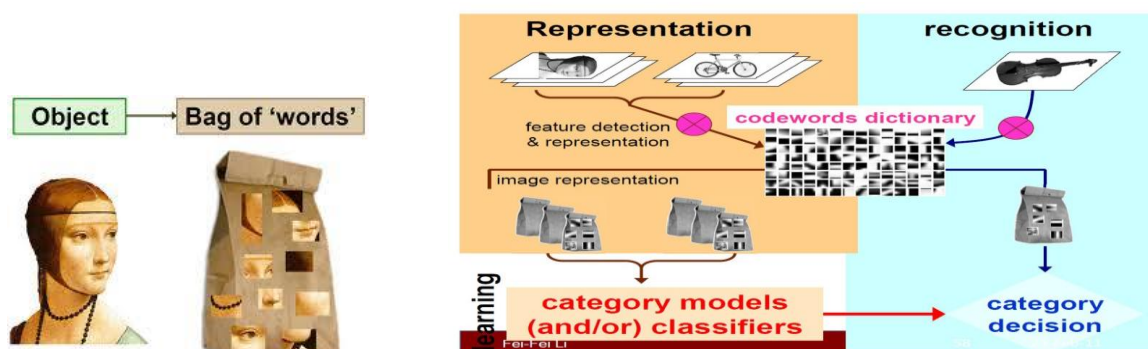 Object
Bag of ‘words’
Representation
recognition
codewords dictionary
feature detection
& representation
image representation
learning
category models
(and/or) classifiers
category
decision
Fei-Fei Li